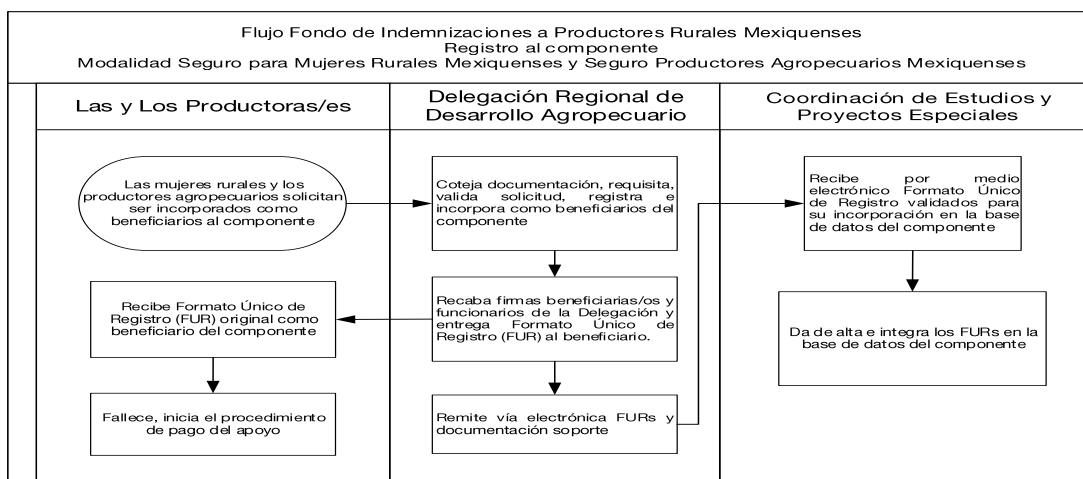 Flujo Fondo de Indemnizaciones a Productores Rurales Mexiquenses
Registro al componente
Modalidad Seguro para Mujeres Rurales Mexiquenses y Seguro Productores Agropecuarios Mexiquenses
Las y Los Productoras/es
Delegación Regional de
Desarrollo Agropecuario
Coordinación de Estudios y
Proyectos Especiales
Las mujeres rurales y los
productores agropecuarios solicitan
ser incorporados como
beneficiarios al componente
Coteja documentación, requisita,
valida solicitud, registra e
incorpora como beneficiarios del
componente
Recibe por medio
electrónico Formato Único
de Registro validados para
su incorporación en la base
de datos del componente
Recibe Formato Único de
Registro (FUR) original como
beneficiario del componente
Recaba firmas beneficiarias/os y
funcionarios de la Delegación y
entrega Formato Único de
Registro (FUR) al beneficiario.
Da de alta e integra los FURs en la
base de datos del componente
Fallece, inicia el procedimiento
de pago del apoyo
Remite vía electrónica FURs y
documentación soporte